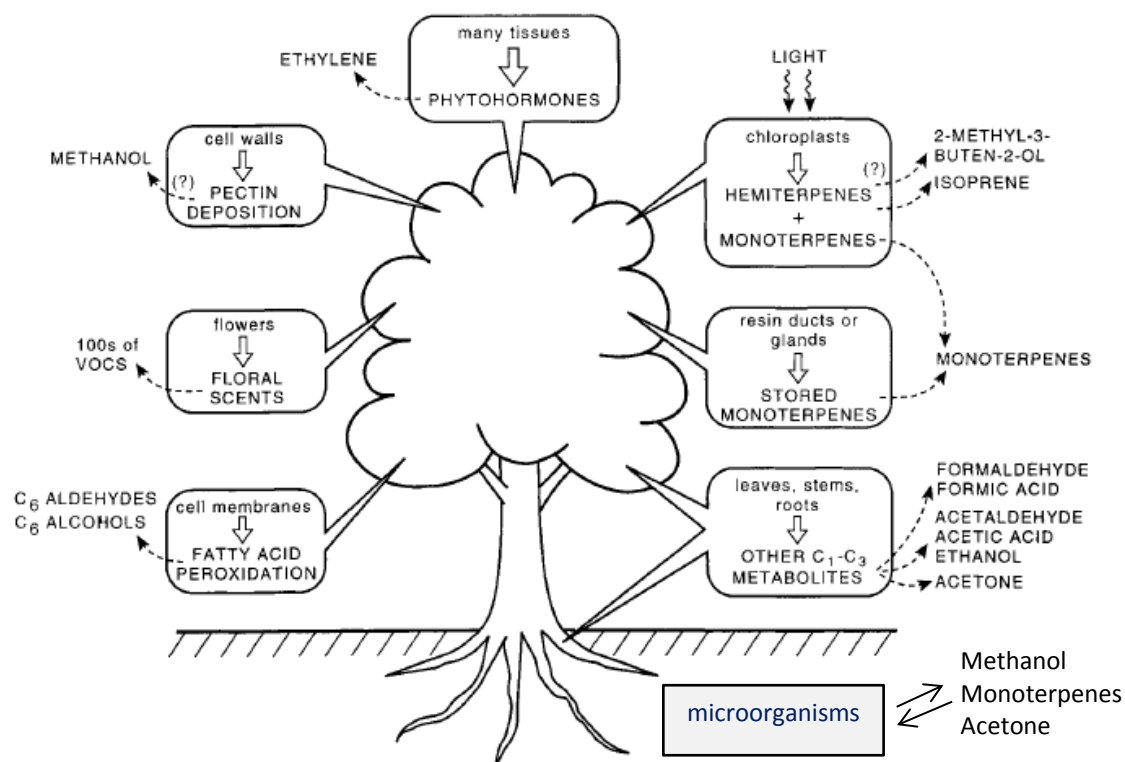 many tissues
PHYTOHORMONES
ETHYLENE
LIGHT
cell walls
(?)
PECTIN
DEPOSITION
METHANOL
chloroplasts
(?)
HEMITERPENES
+
MONOTERPENES
2-METHYL-3-
BUTEN-2-OL
ISOPRENE
flowers
FLORAL
SCENTS
100s of
VOCS
resin ducts or
glands
STORED
MONOTERPENES
MONOTERPENES
cell membranes
FATTY ACID
PEROXIDATION
C₆ ALDEHYDES
C₆ ALCOHOLS
leaves, stems,
roots
OTHER C₁-C₃
METABOLITES
FORMALDEHYDE
FORMIC ACID
ACETALDEHYDE
ACETIC ACID
ETHANOL
ACETONE
microorganisms
Methanol
Monoterpenes
Acetone